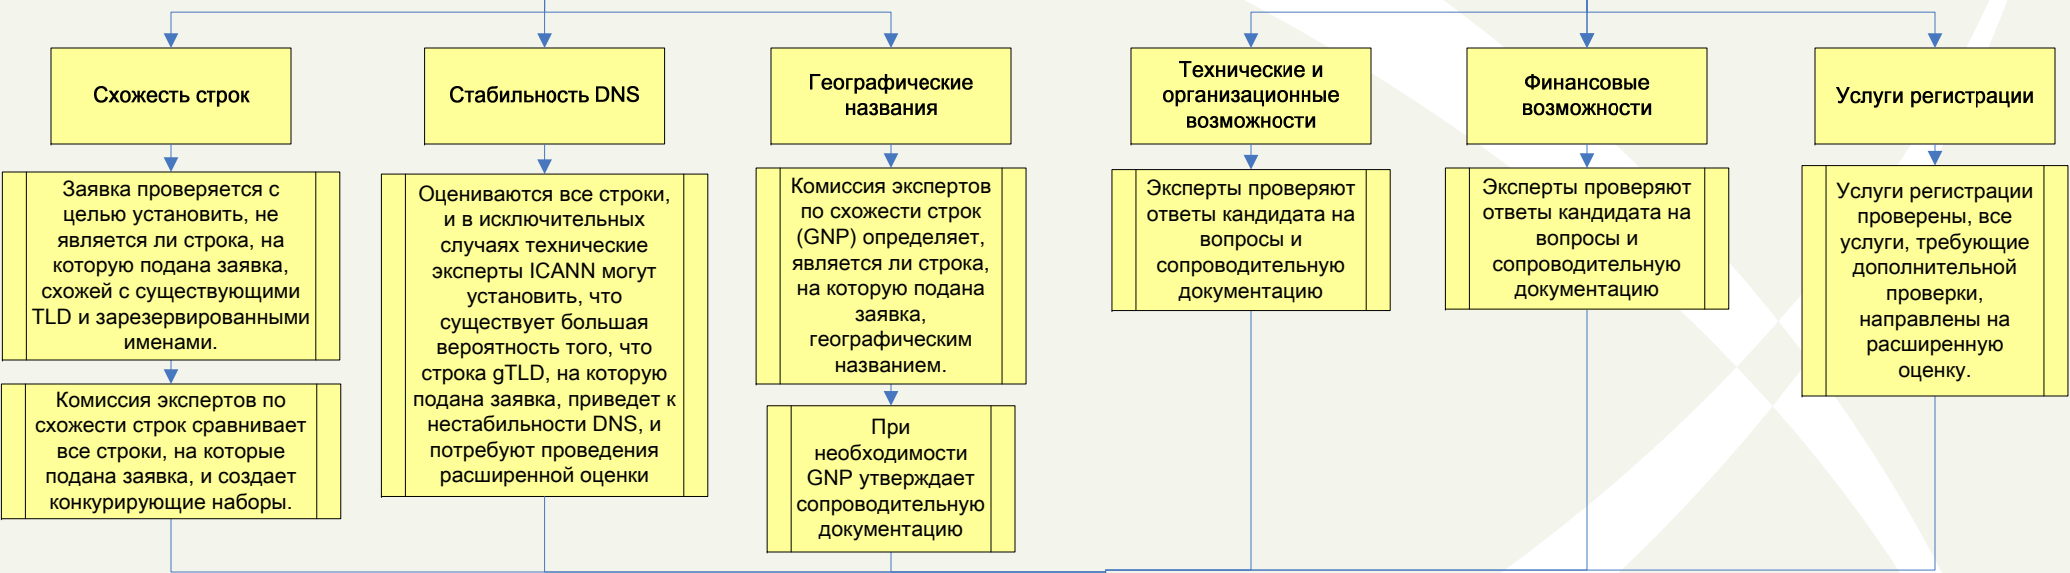 Схожесть строк
Заявка проверяется с
целью установить, не
является ли строка, на
которую подана заявка,
схожей с существующими
TLD и зарезервированными
именами.
Комиссия экспертов по
схожести строк сравнивает
все строки, на которые
подана заявка, и создает
конкурирующие наборы.
Стабильность DNS
Оцениваются все строки,
и в исключительных
случаях технические
эксперты ICANN могут
установить, что
существует большая
вероятность того, что
строка gTLD, на которую
подана заявка, приведет к
нестабильности DNS, и
потребуют проведения
расширенной оценки
Географические
названия
Комиссия экспертов
по схожести строк
(GNP) определяет,
является ли строка,
на которую подана
заявка,
географическим
названием.
При
необходимости
GNP утверждает
сопроводительную
документацию
Технические и
организационные
возможности
Эксперты проверяют
ответы кандидата на
вопросы и
сопроводительную
документацию
Финансовые
возможности
Эксперты проверяют
ответы кандидата на
вопросы и
сопроводительную
документацию
Услуги регистрации
Услуги регистрации
проверены, все
услуги, требующие
дополнительной
проверки,
направлены на
расширенную
оценку.